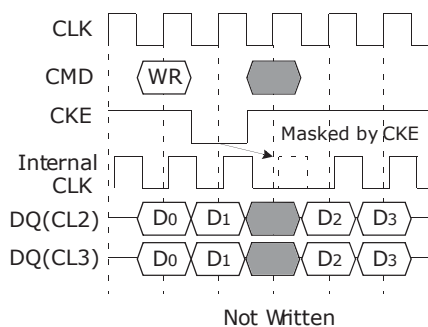 CLK
CMD WR
CKE
Masked by CKE
Internal
CLK
DQ(CL2) D0 D1 D2 D3
DQ(CL3) D0 D1 D2 D3
Not Written